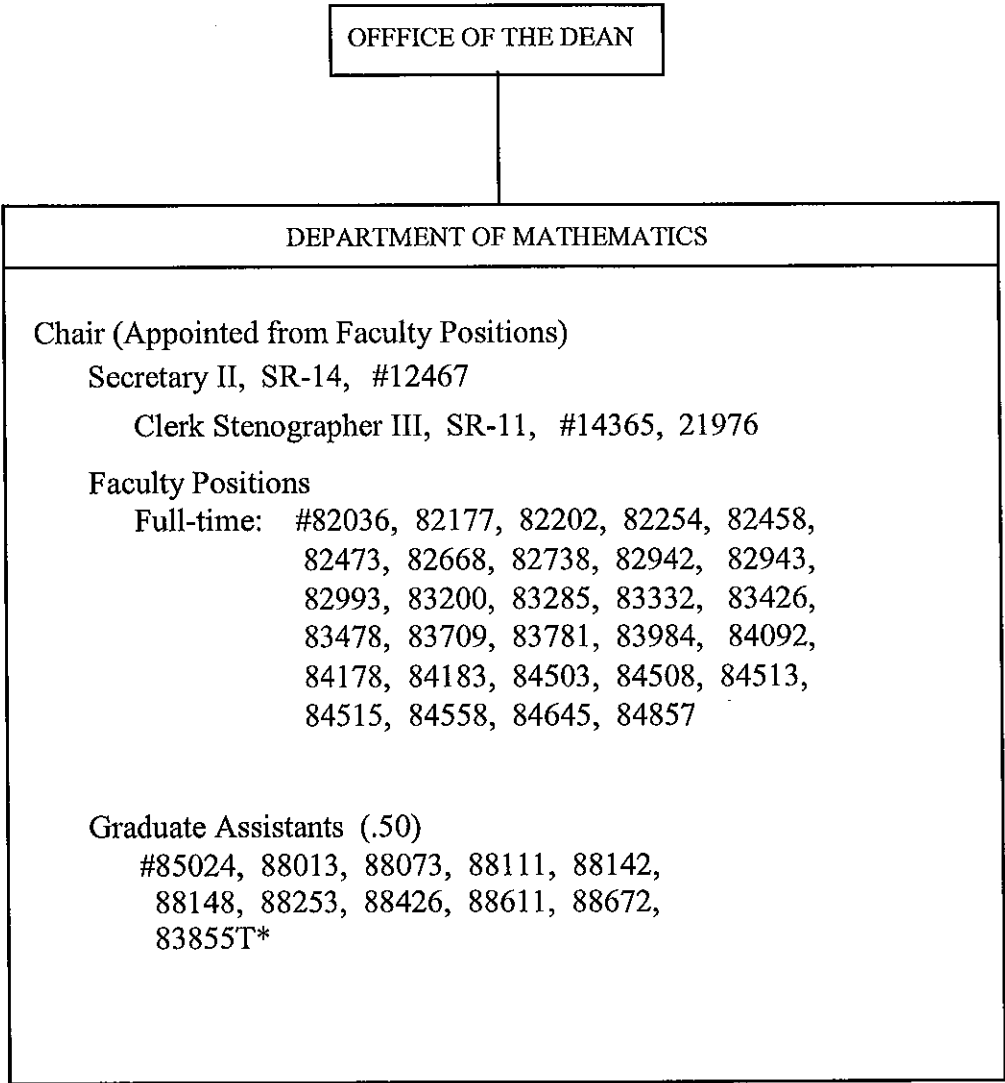 OFFFICE OF THE DEAN
DEPARTMENT OF MATHEMATICS
Chair (Appointed from Faculty Positions)
Secretary II, SR-14, #12467
Clerk Stenographer III, SR-11, #14365, 21976
Faculty Positions
Full-time: #82036, 82177, 82202, 82254, 82458,
82473, 82668, 82738, 82942, 82943,
82993, 83200, 83285, 83332, 83426,
83478, 83709, 83781, 83984, 84092,
84178, 84183, 84503, 84508, 84513,
84515, 84558, 84645, 84857
Graduate Assistants (.50)
#85024, 88013, 88073, 88111, 88142,
88148, 88253, 88426, 88611, 88672,
83855T*